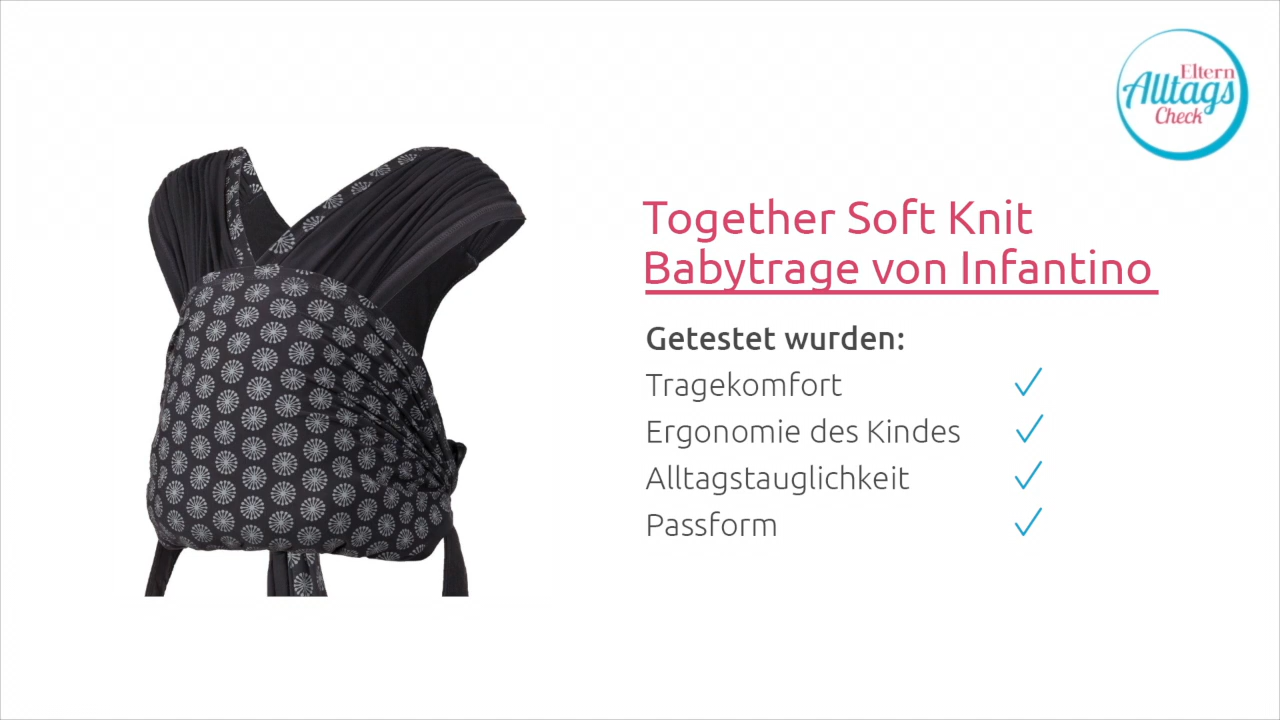 Eltern
Alltags
Check
Together Soft Knit
Babytrage von Infantino
Getestet wurden:
Tragekomfort
Ergonomie des Kindes
Alltagstauglichkeit
Passform